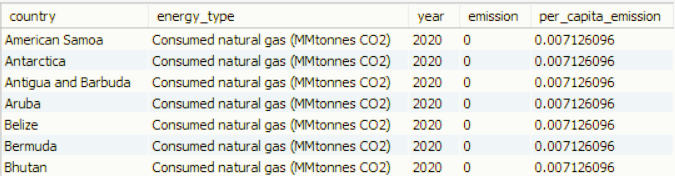 country energy_type year emission per_capita_emission
American Samoa Consumed natural gas (MMtonnes CO2) 2020 0 0.007126096
Antarctica Consumed natural gas (MMtonnes CO2) 2020 0 0.007126096
Antigua and Barbuda Consumed natural gas (MMtonnes CO2) 2020 0 0.007126096
Aruba Consumed natural gas (MMtonnes CO2) 2020 0 0.007126096
Belize Consumed natural gas (MMtonnes CO2) 2020 0 0.007126096
Bermuda Consumed natural gas (MMtonnes CO2) 2020 0 0.007126096
Bhutan Consumed natural gas (MMtonnes CO2) 2020 0 0.007126096